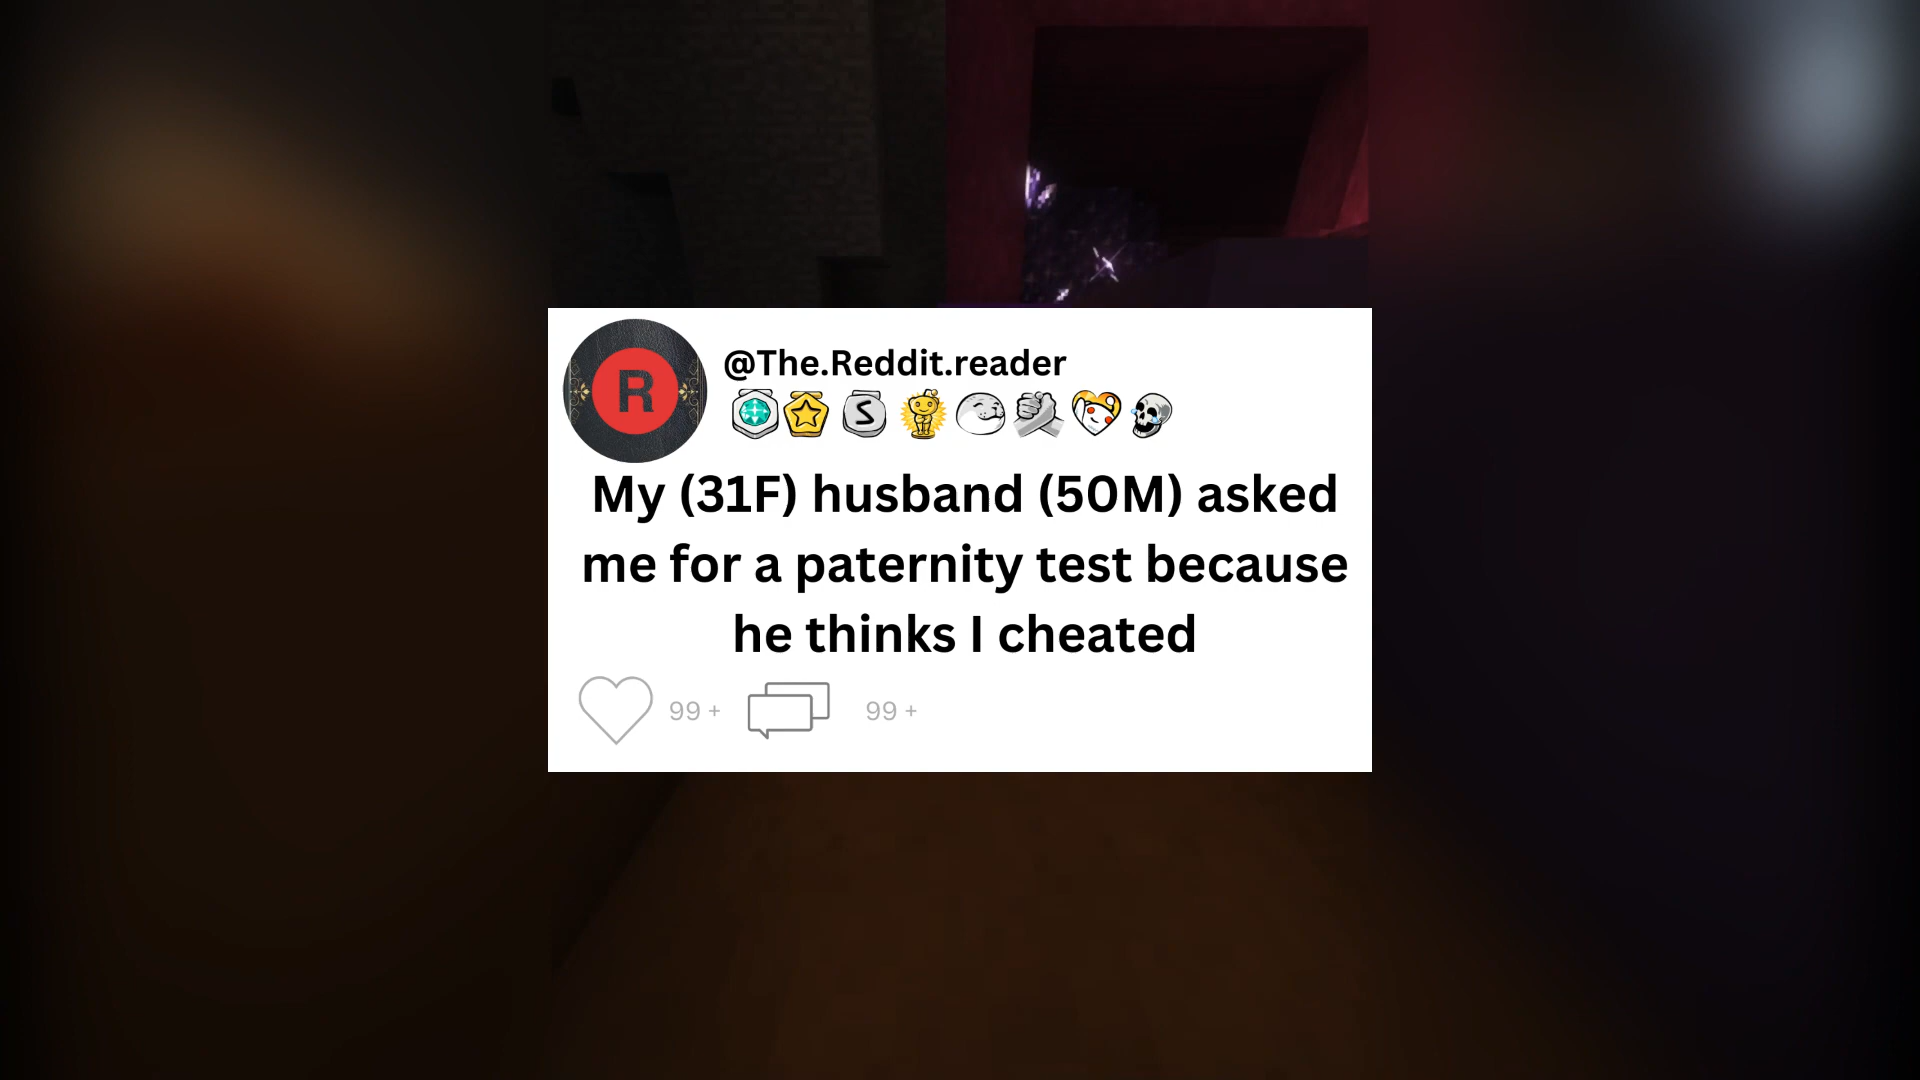 R
@The.Reddit.reader
S
My (31F) husband (50M) asked
me for a paternity test because
he thinks I cheated
99 +
99 +